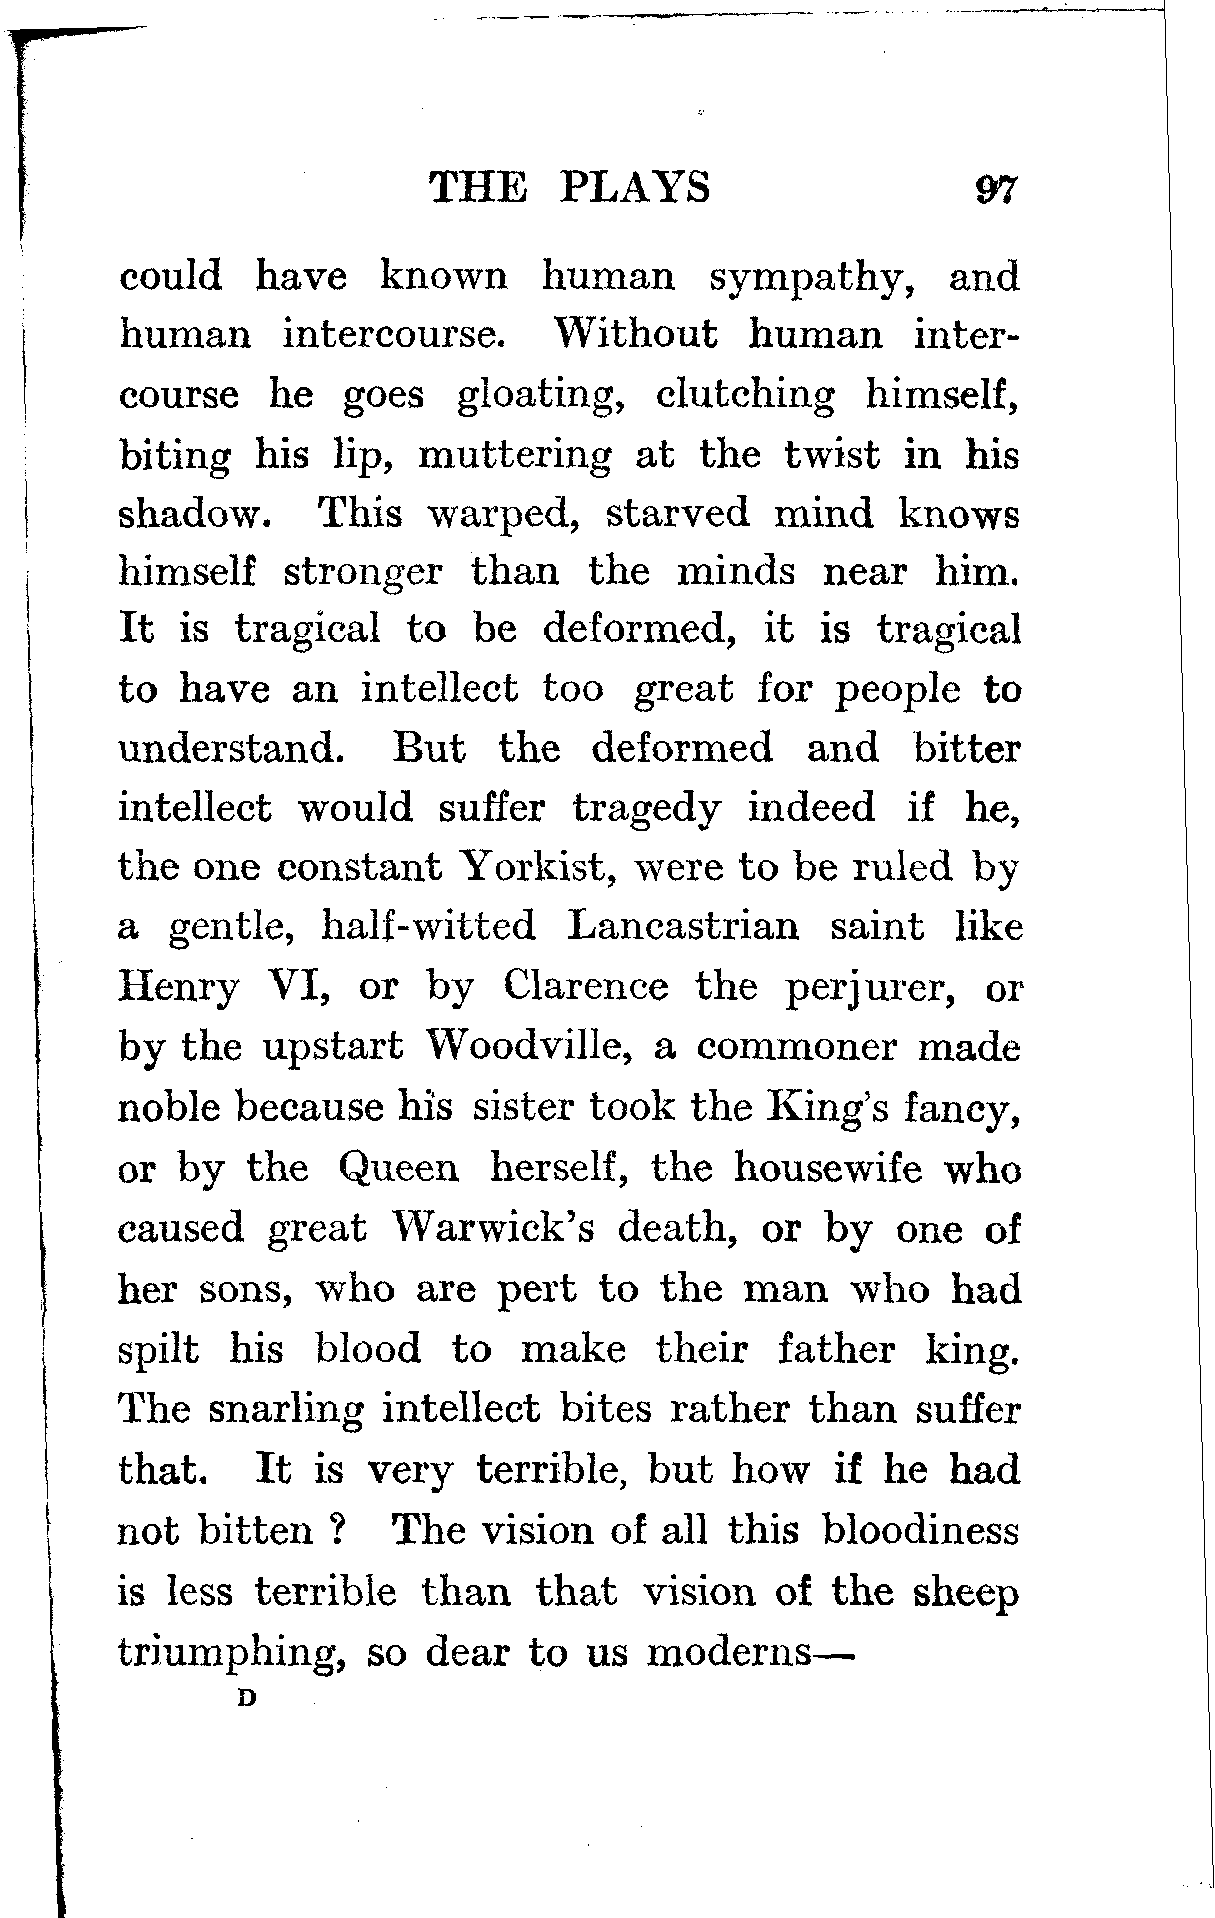 THE PLAYS 97
could have known human sympathy, and
human intercourse. Without human inter-
course he goes gloating, clutching himself,
biting his lip, muttering at the twist in his
shadow. This warped, starved mind knows
himself stronger than the minds near him.
It is tragical to be deformed, it is tragical
to have an intellect too great for people to
understand. But the deformed and bitter
intellect would suffer tragedy indeed if he,
the one constant Yorkist, were to be ruled by
a gentle, half-witted Lancastrian saint like
Henry VI, or by Clarence the perjurer, or
by the upstart Woodville, a commoner made
noble because his sister took the King's fancy,
or by the Queen herself, the housewife who
caused great Warwick's death, or by one of
her sons, who are pert to the man who had
spilt his blood to make their father king.
The snarling intellect bites rather than suffer
that. It is very terrible, but how if he had
not bitten ? The vision of all this bloodiness
is less terrible than that vision of the sheep
triumphing, so dear to us moderns—
D